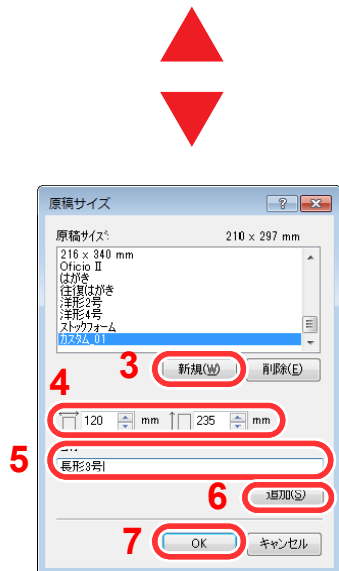 原稿サイズ
原稿サイズ: 210 x 297 mm
216 x 340 mm
Oficio II
はがき
往復はがき
洋形2号
洋形4号
ストックフォーム
カスタム_01
3 新規(W) 削除(E)
4
120 mm 235 mm
5
長形3号
6 追加(S)
7 OK キャンセル